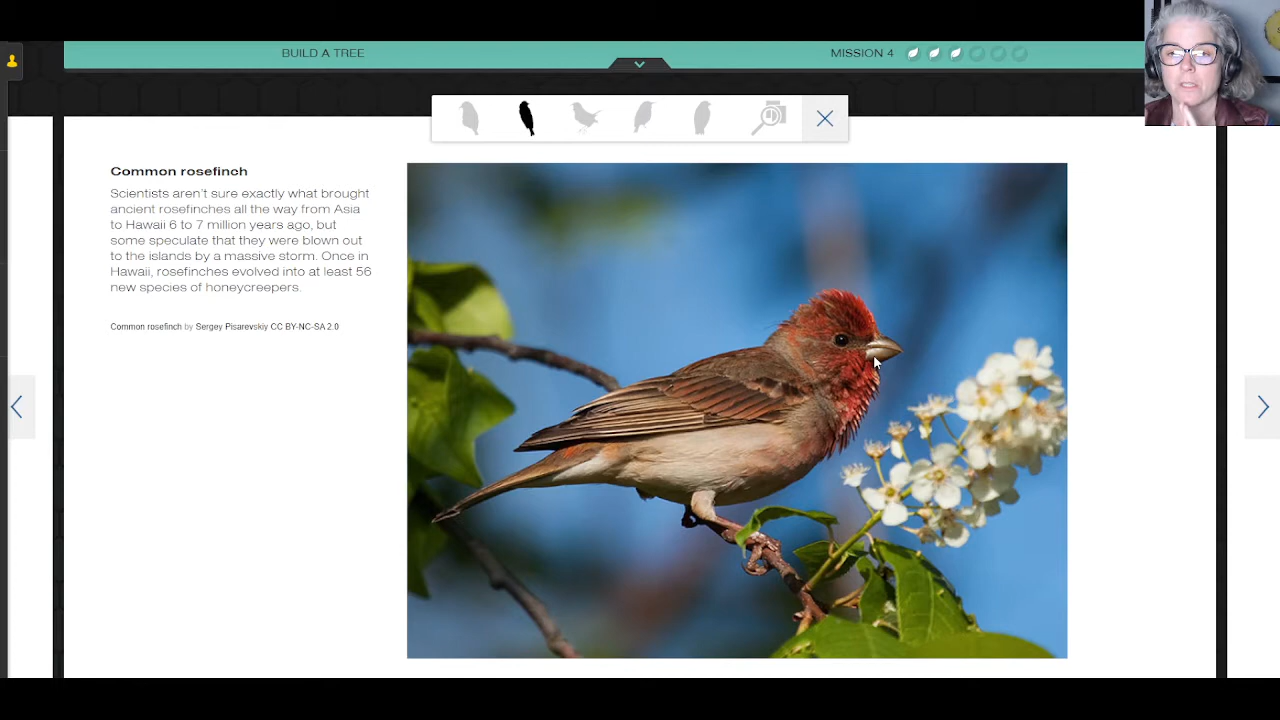 BUILD A TREE
MISSION 4
Common rosefinch
Scientists aren't sure exactly what brought
ancient rosefinches all the way from Asia
to Hawaii 6 to 7 million years ago, but
some speculate that they were blown out
to the islands by a massive storm. Once in
Hawaii, rosefinches evolved into at least 56
new species of honeycreepers.
Common rosefinch by Sergey Pisarevskiy CC BY-NC-SA 2.0